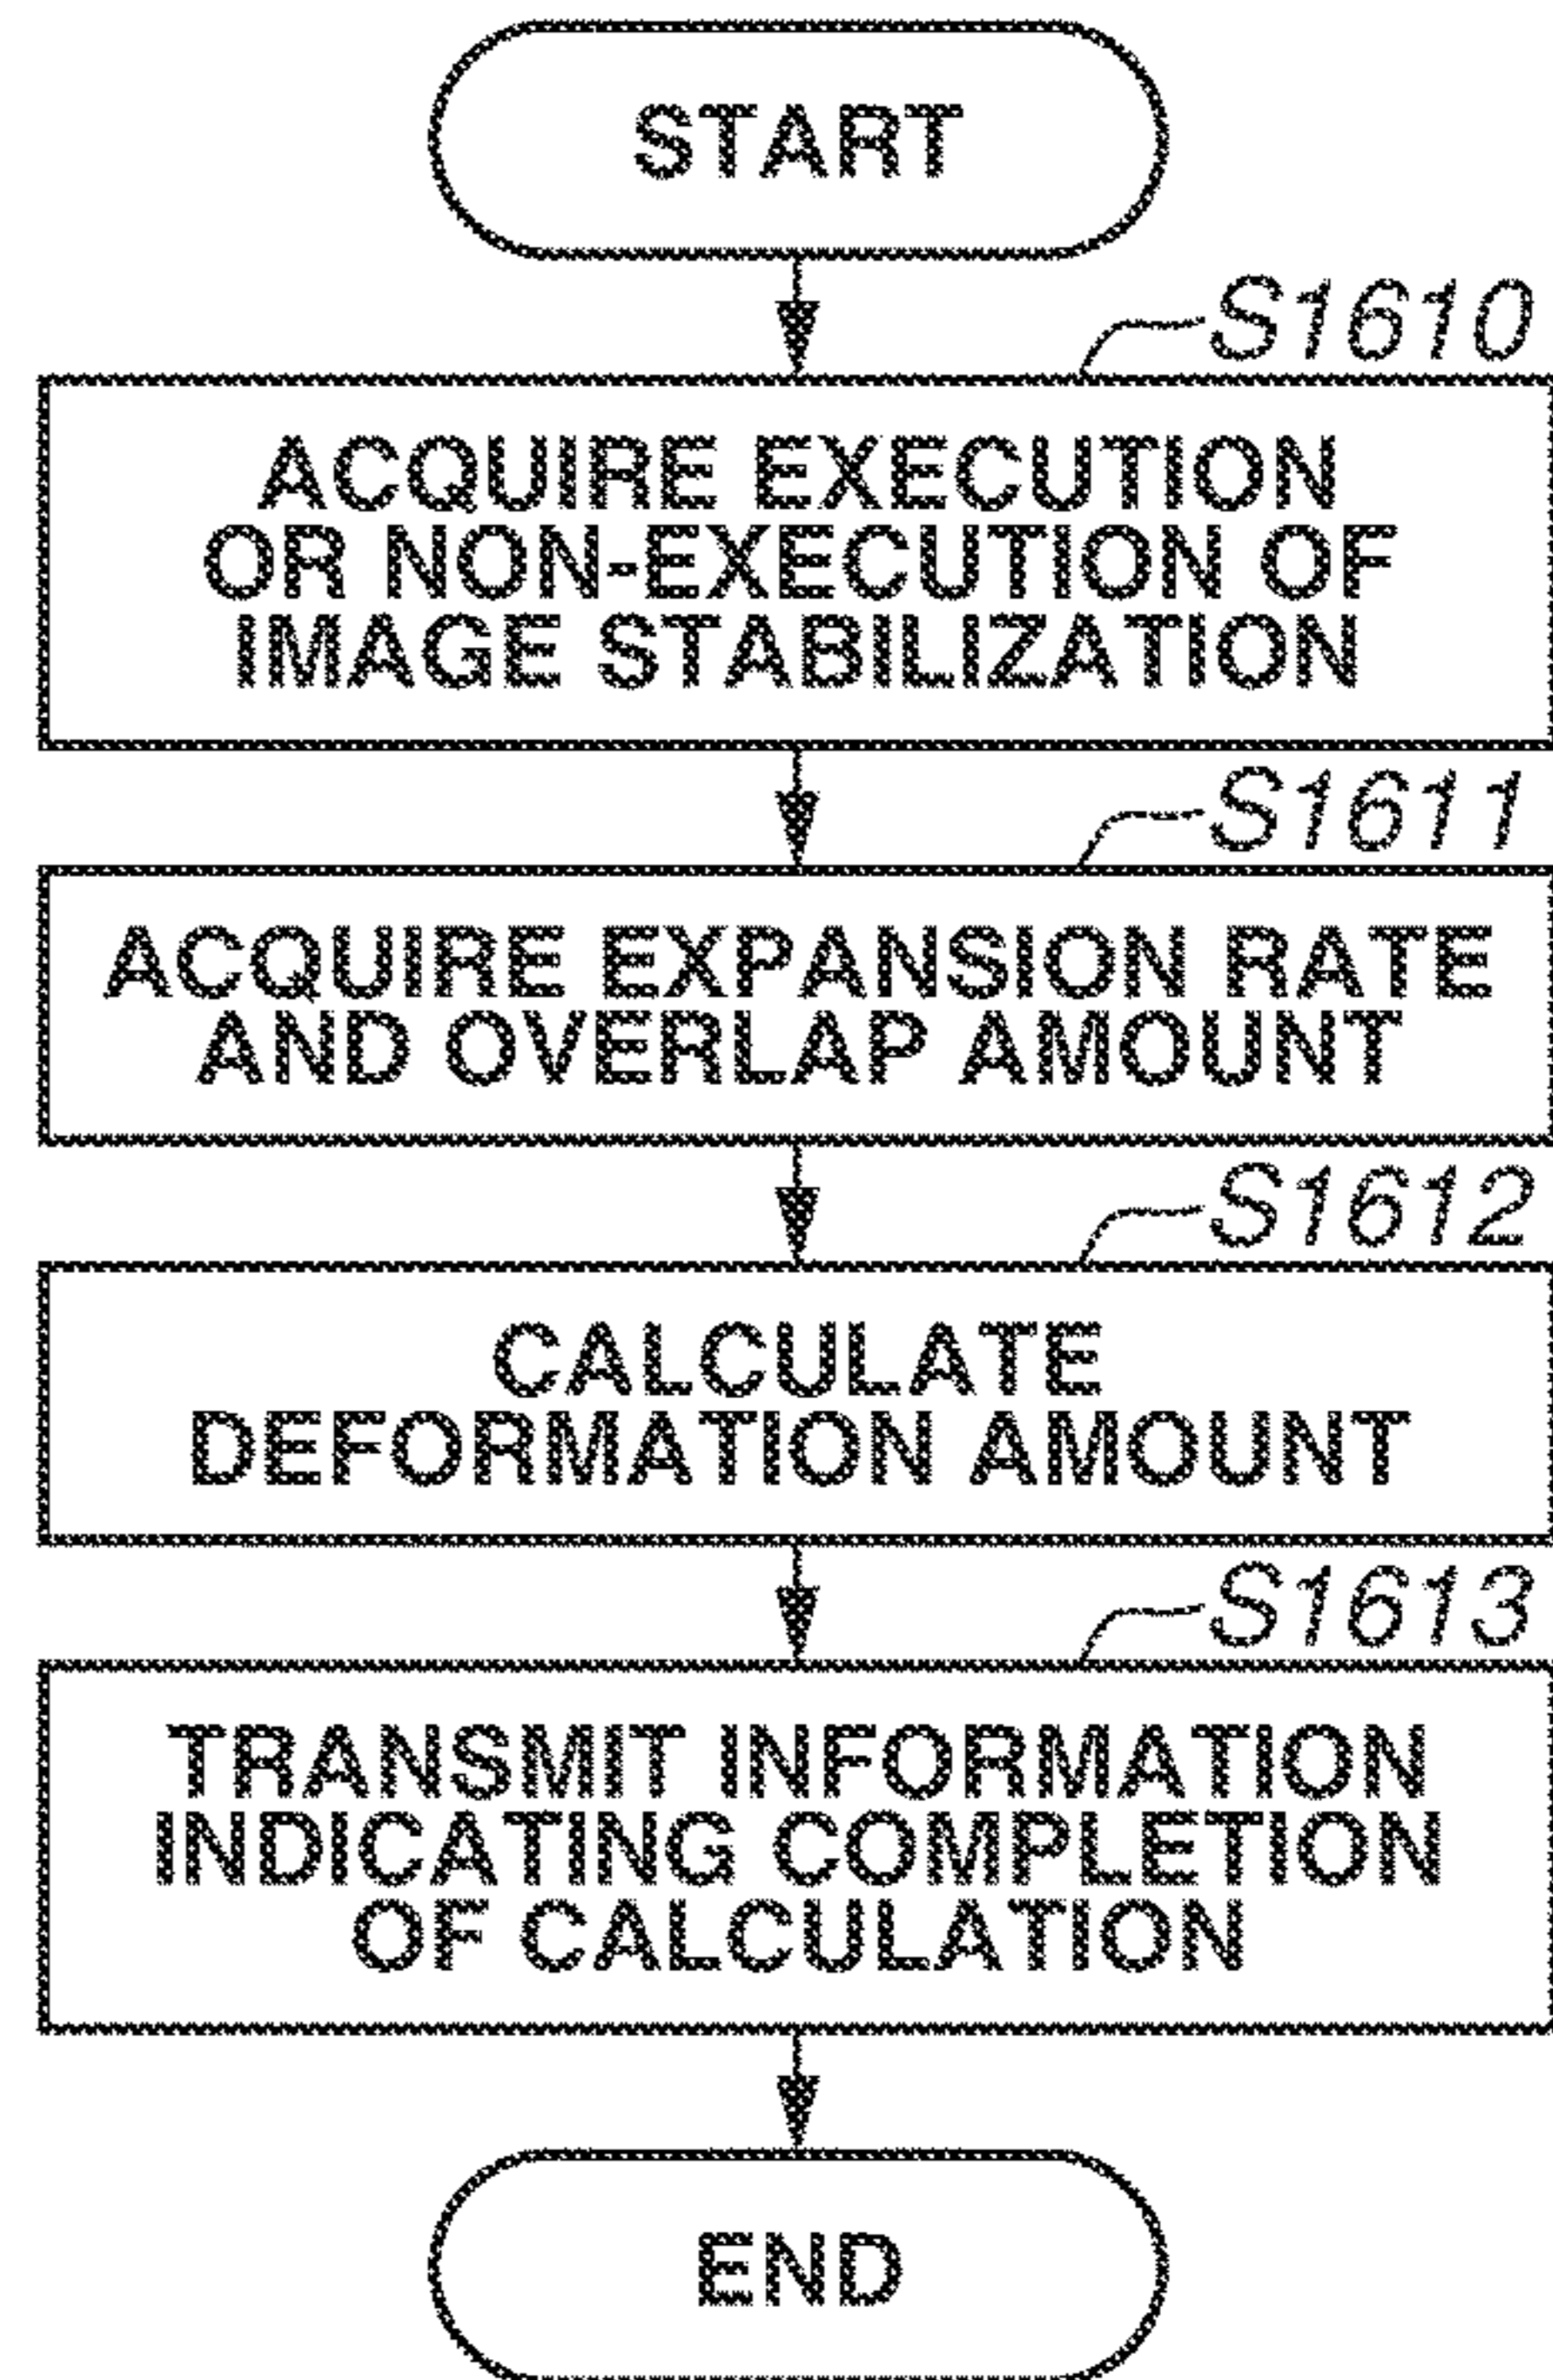 START
S1610
ACQUIRE EXECUTION
OR NON-EXECUTION OF
IMAGE STABILIZATION
S1611
ACQUIRE EXPANSION RATE
AND OVERLAP AMOUNT
S1612
CALCULATE
DEFORMATION AMOUNT
S1613
TRANSMIT INFORMATION
INDICATING COMPLETION
OF CALCULATION
END